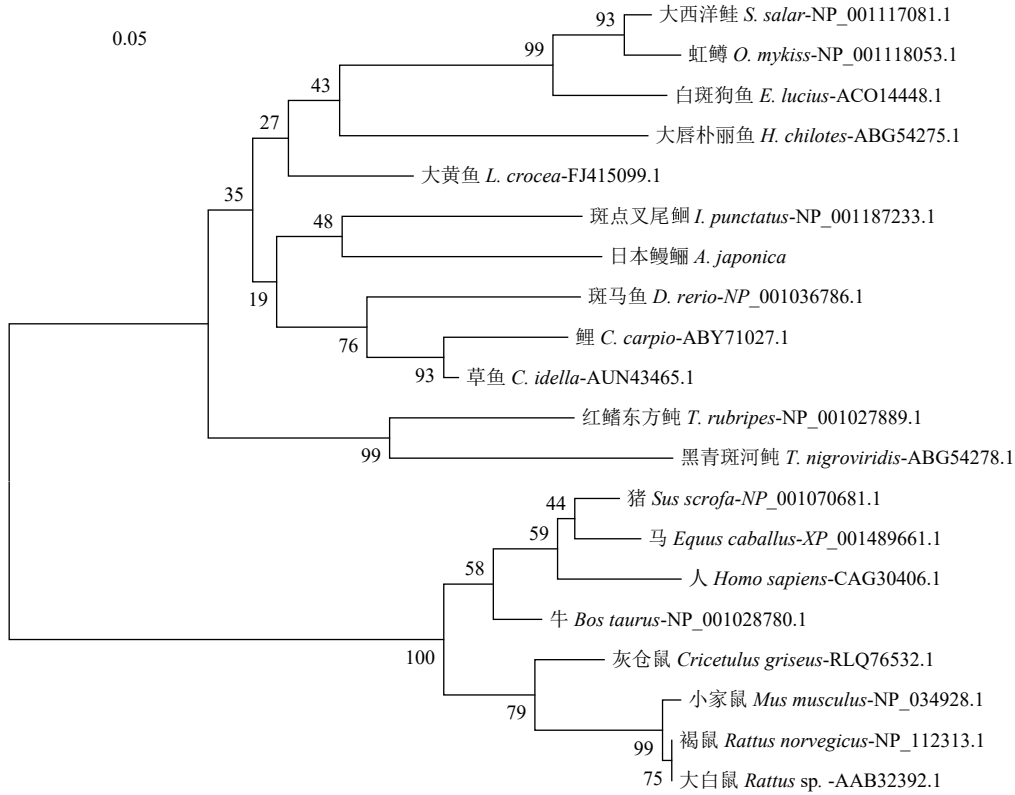 大西洋鲑 S. salar-NP_001117081.1
93
0.05
虹鳟 O. mykiss-NP_001118053.1
99
43
白斑狗鱼 E. lucius-ACO14448.1
27
大唇朴丽鱼 H. chilotes-ABG54275.1
大黄鱼 L. crocea-FJ415099.1
35
斑点叉尾鮰 I. punctatus-NP_001187233.1
48
日本鳗鲡 A. japonica
19
斑马鱼 D. rerio-NP_001036786.1
鲤 C. carpio-ABY71027.1
76
93
草鱼 C. idella-AUN43465.1
红鳍东方鲀 T. rubripes-NP_001027889.1
99
黑青斑河鲀 T. nigroviridis-ABG54278.1
猪 Sus scrofa-NP_001070681.1
44
59
马 Equus caballus-XP_001489661.1
58
人 Homo sapiens-CAG30406.1
牛 Bos taurus-NP_001028780.1
100
灰仓鼠 Cricetulus griseus-RLQ76532.1
79
小家鼠 Mus musculus-NP_034928.1
褐鼠 Rattus norvegicus-NP_112313.1
99
75
大白鼠 Rattus sp. -AAB32392.1